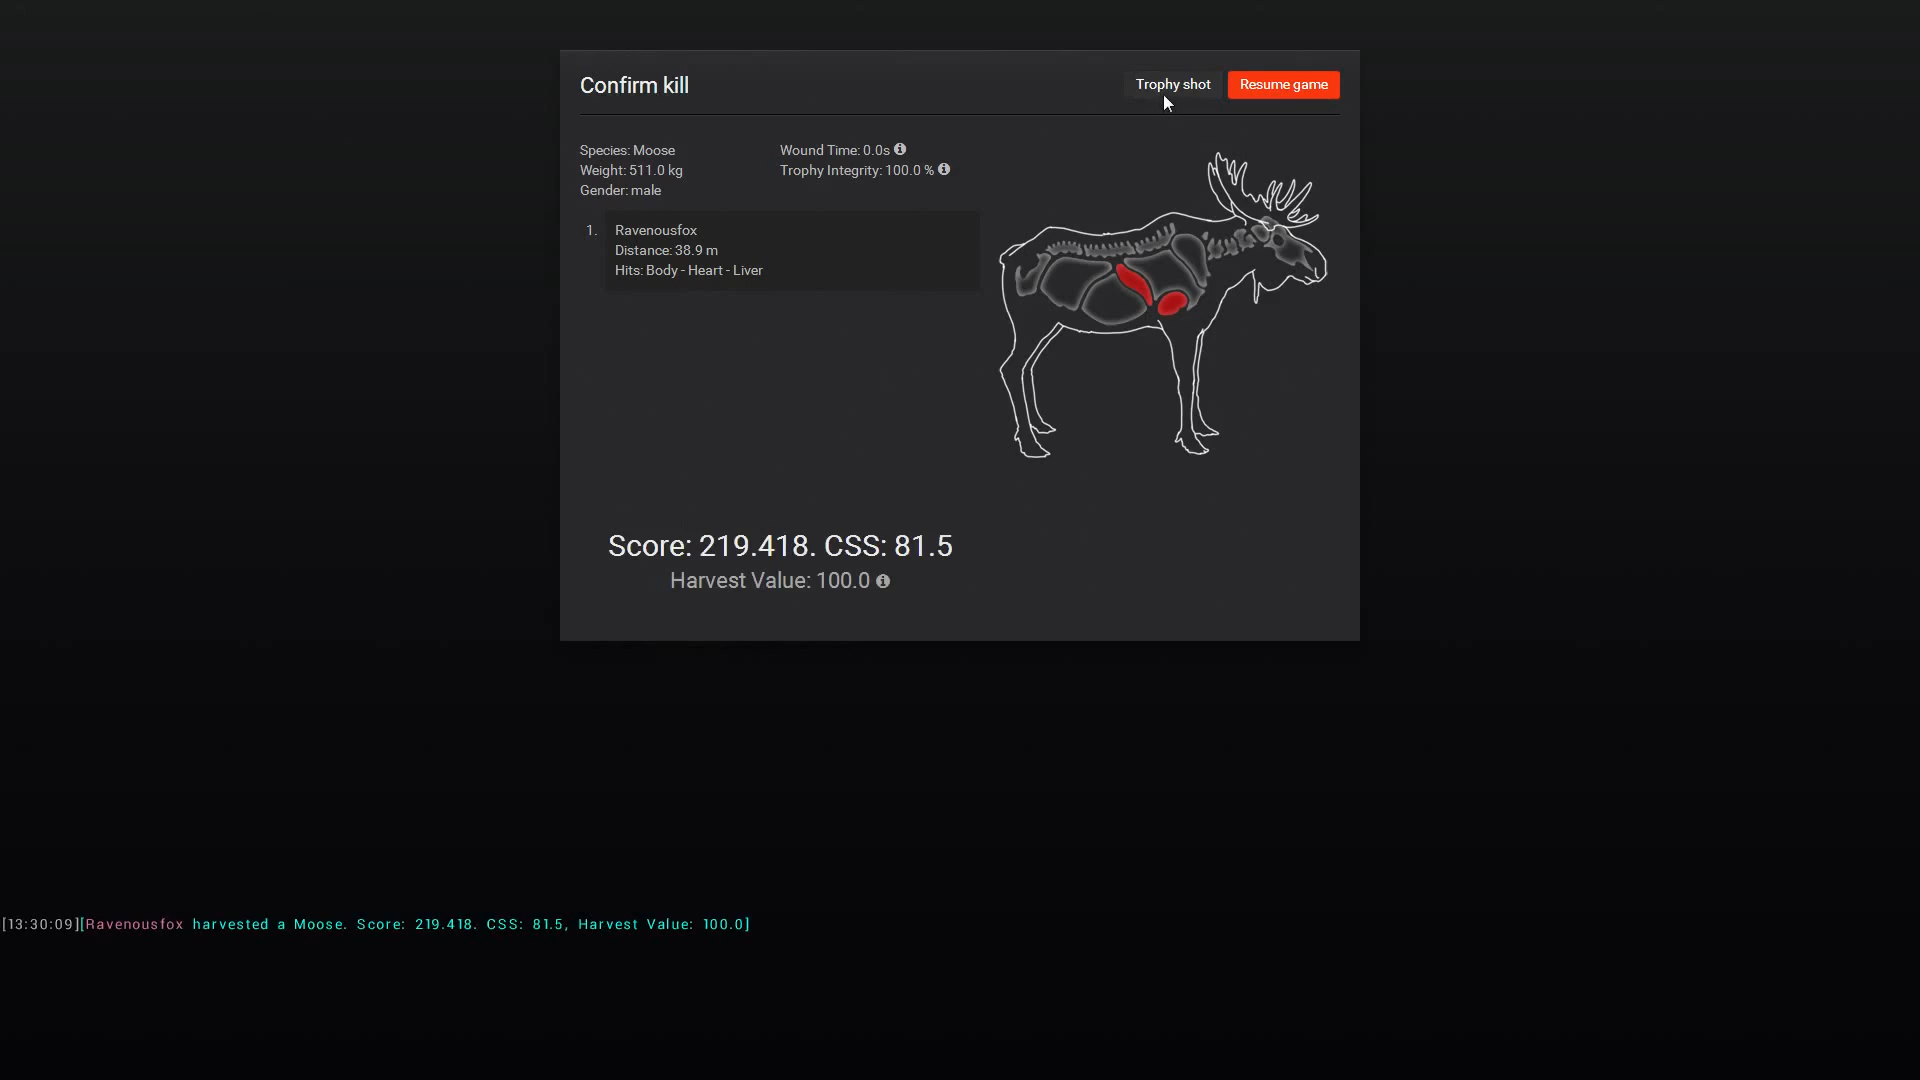 Confirm kill
Trophy shot
Resume game
Species: Moose
Weight: 511.0 kg
Gender: male
Wound Time: 0.0s
Trophy Integrity: 100.0 %
1.
Ravenousfox
Distance: 38.9 m
Hits: Body - Heart - Liver
Score: 219.418. CSS: 81.5
Harvest Value: 100.0
[13:30:09][Ravenousfox harvested a Moose. Score: 219.418. CSS: 81.5, Harvest Value: 100.0]